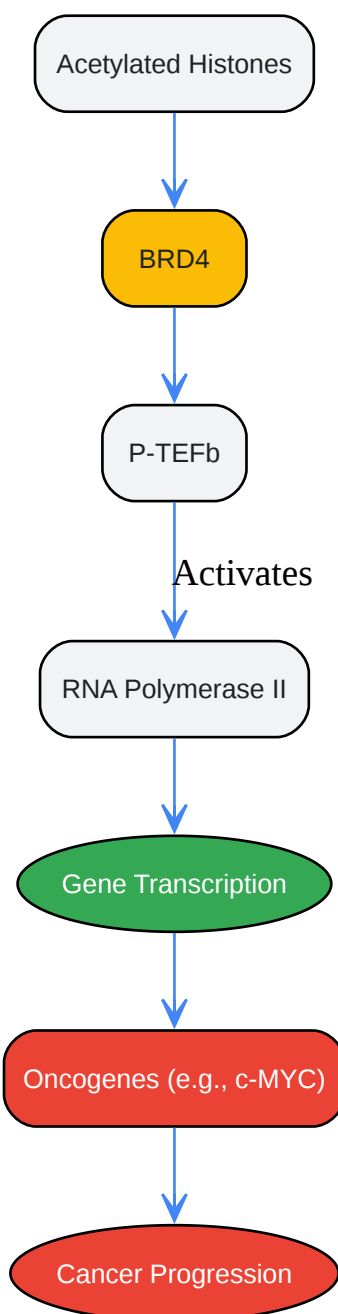 Acetylated Histones
BRD4
P-TEFb
Activates
RNA Polymerase II
Gene Transcription
Oncogenes (e.g., c-MYC)
Cancer Progression